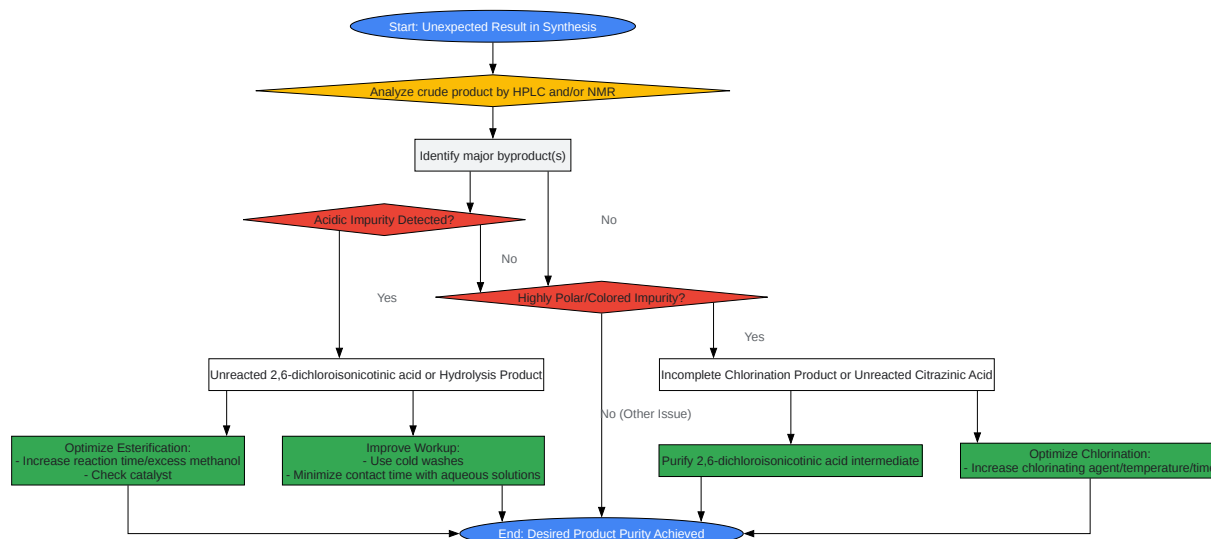 Start: Unexpected Result in Synthesis
Analyze crude product by HPLC and/or NMR
Identify major byproduct(s)
Acidic Impurity Detected?
No
No
Yes
Highly Polar/Colored Impurity?
Yes
Unreacted 2,6-dichloroisonicotinic acid or Hydrolysis Product
Incomplete Chlorination Product or Unreacted Citrazinic Acid
No (Other Issue)
Optimize Esterification:
- Increase reaction time/excess methanol
- Check catalyst
Improve Workup:
- Use cold washes
- Minimize contact time with aqueous solutions
Purify 2,6-dichloroisonicotinic acid intermediate
Optimize Chlorination:
- Increase chlorinating agent/temperature/time
End: Desired Product Purity Achieved